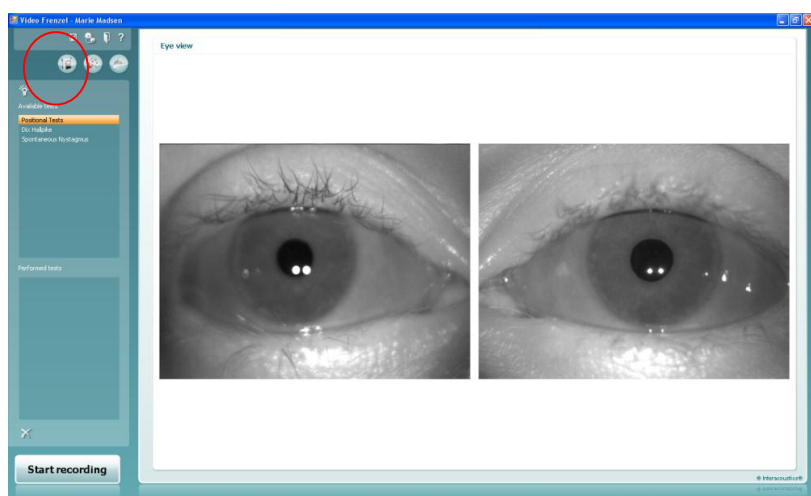 Video Frenzel - Marie Madsen
?
Eye view
Available tests
Positional Tests
Dix Hallpike
Spontaneous Nystagmus
Performed tests
Start recording
Interacoustics